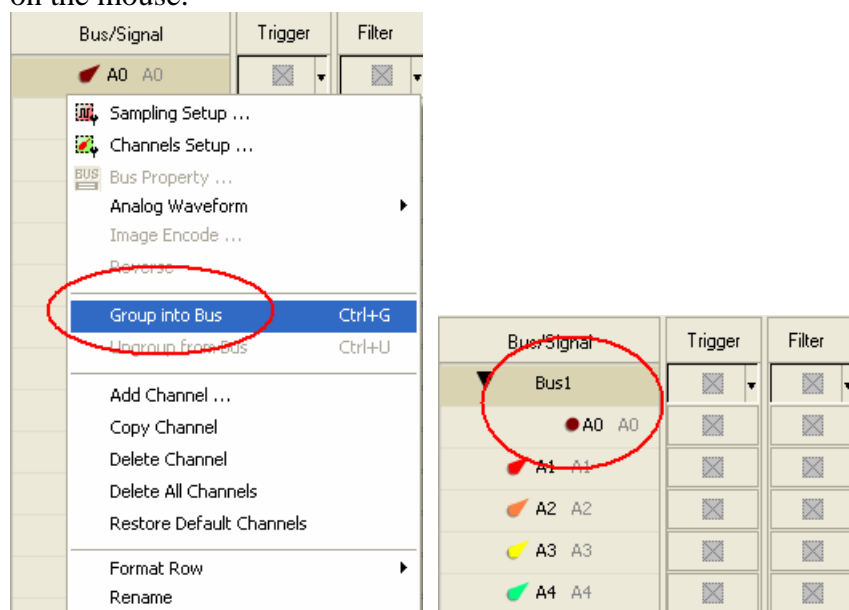 on the mouse.
Bus/Signal Trigger Filter
A0 A0
Sampling Setup ...
Channels Setup ...
BUS Bus Property ...
Analog Waveform
Image Encode ...
Reverse
Group into Bus Ctrl+G
Ungroup from Bus Ctrl+U
Add Channel ...
Copy Channel
Delete Channel
Delete All Channels
Restore Default Channels
Format Row
Rename
Bus/Signal Trigger Filter
Bus1
A0 A0
A1 A1
A2 A2
A3 A3
A4 A4